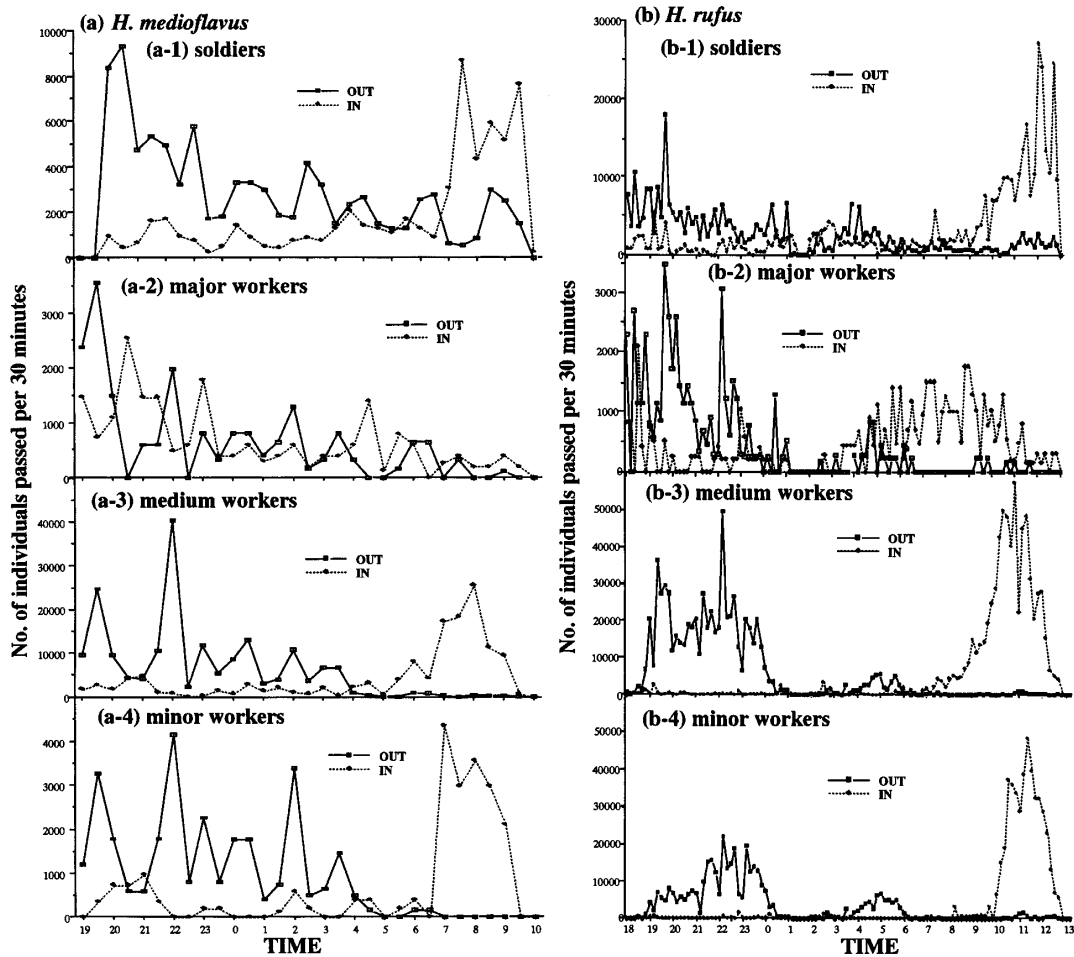 (a) H. medioflavus
(a-1) soldiers
10000
8000
6000
4000
2000
0
OUT
IN
(a-2) major workers
3000
2000
1000
0
OUT
IN
(a-3) medium workers
40000
30000
20000
10000
0
OUT
IN
(a-4) minor workers
4000
3000
2000
1000
0
OUT
IN
19 20 21 22 23 0 1 2 3 4 5 6 7 8 9 10
TIME
No. of individuals passed per 30 minutes
(b) H. rufus
(b-1) soldiers
30000
20000
10000
0
OUT
IN
(b-2) major workers
3000
2000
1000
0
OUT
IN
(b-3) medium workers
50000
40000
30000
20000
10000
0
OUT
IN
(b-4) minor workers
50000
40000
30000
20000
10000
0
OUT
IN
18 19 20 21 22 23 0 1 2 3 4 5 6 7 8 9 10 11 12 13
TIME
No. of individuals passed per 30 minutes